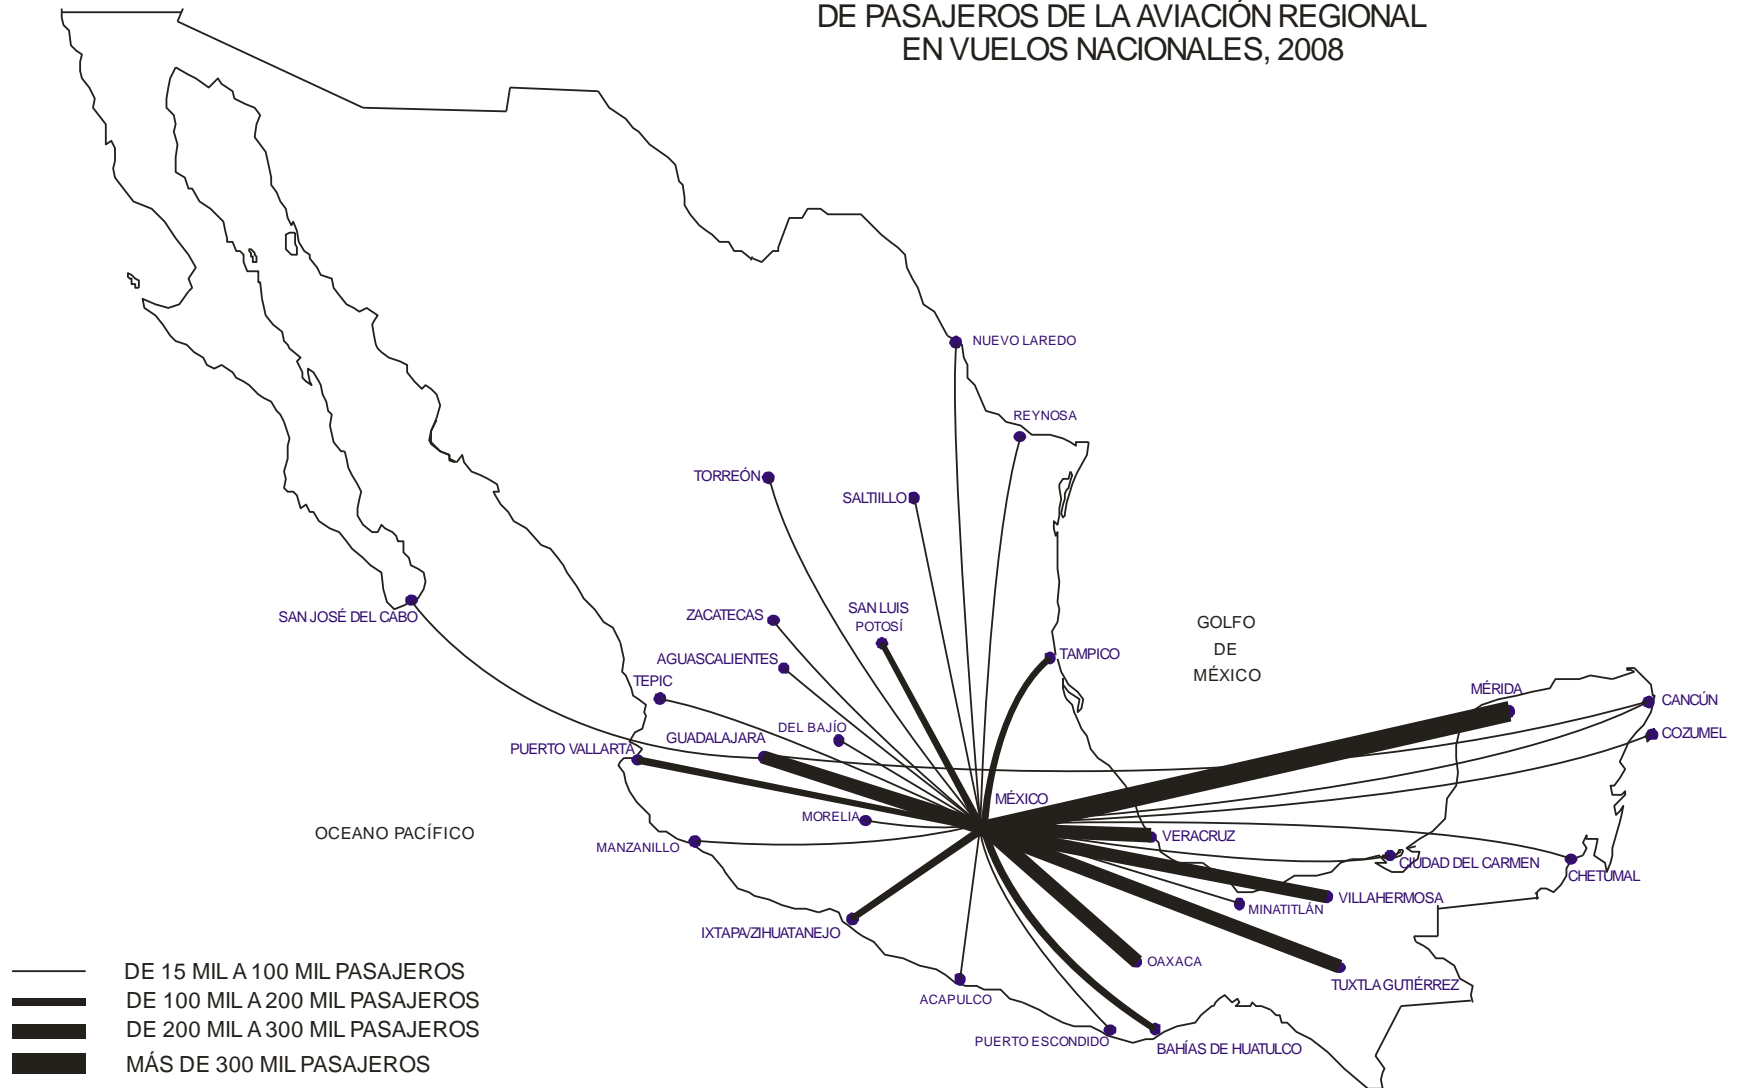 DE PASAJEROS DE LA AVIACIÓN REGIONAL
EN VUELOS NACIONALES, 2008
NUEVO LAREDO
REYNOSA
TORREÓN
SALTIILLO
SAN JOSÉ DEL CABO
ZACATECAS
SAN LUIS
POTOSÍ
GOLFO
DE
MÉXICO
AGUASCALIENTES
TAMPICO
TEPIC
MÉRIDA
CANCÚN
DEL BAJÍO
GUADALAJARA
PUERTO VALLARTA
COZUMEL
MÉXICO
MORELIA
OCEANO PACÍFICO
VERACRUZ
MANZANILLO
CIUDAD DEL CARMEN
CHETUMAL
VILLAHERMOSA
MINATITLÁN
IXTAPA/ZIHUATANEJO
OAXACA
TUXTLA GUTIÉRREZ
ACAPULCO
PUERTO ESCONDIDO
BAHÍAS DE HUATULCO
DE 15 MIL A 100 MIL PASAJEROS
DE 100 MIL A 200 MIL PASAJEROS
DE 200 MIL A 300 MIL PASAJEROS
MÁS DE 300 MIL PASAJEROS